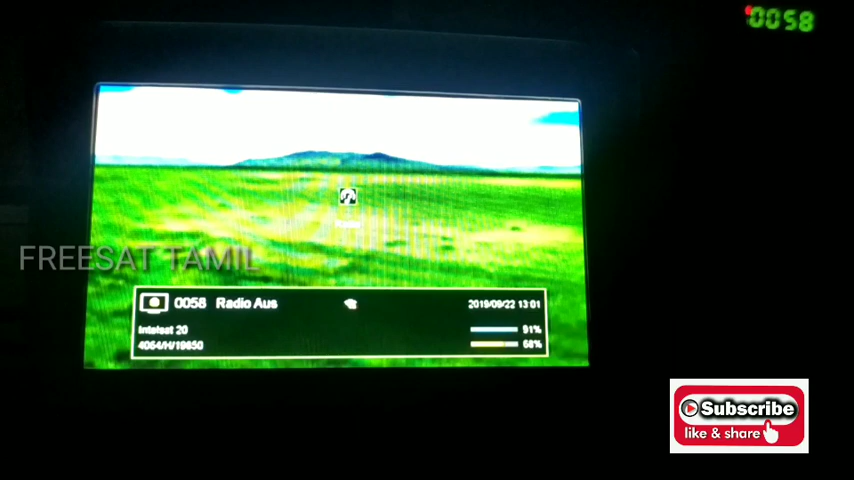 0058
FREESAT TAMIL
0058 Radio Aus
2019/09/22 13:01
Intelsat 20
91%
4064/H/19850
68%
Subscribe
like & share